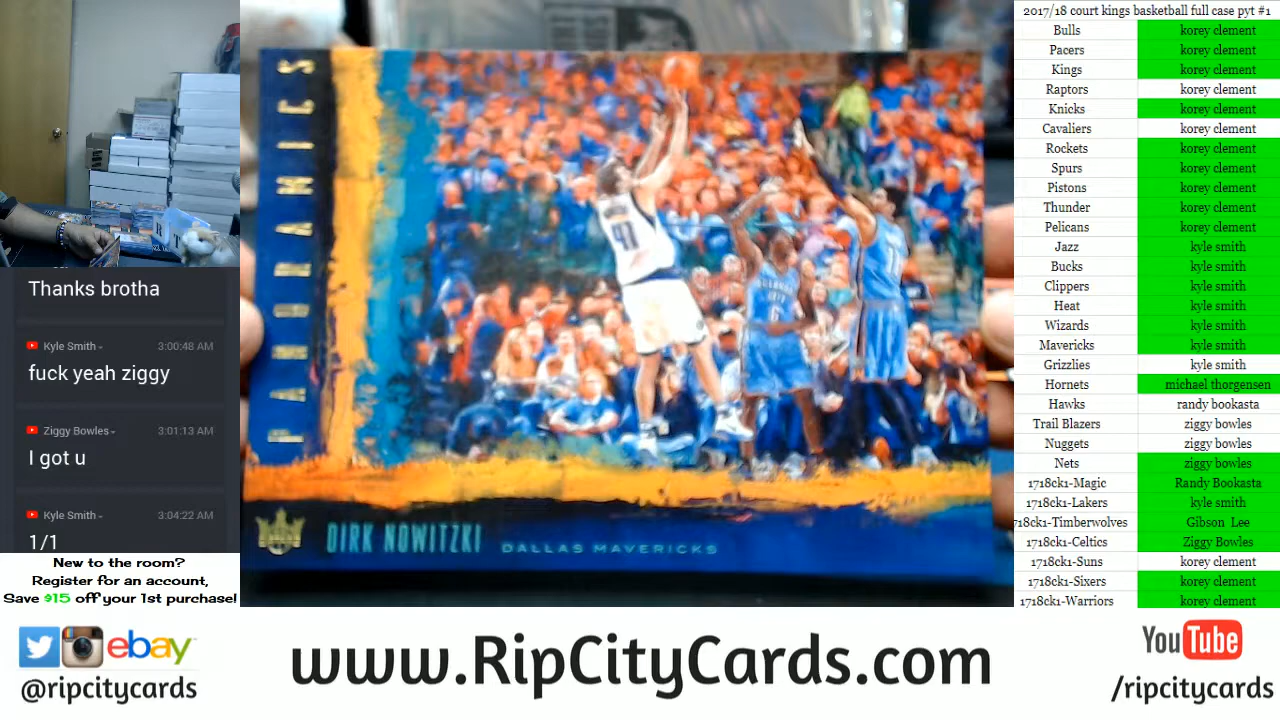 Thanks brotha
Kyle Smith
3:00:48 AM
fuck yeah ziggy
Ziggy Bowles
3:01:13 AM
I got u
Kyle Smith
3:04:22 AM
1/1
New to the room?
Register for an account,
Save $15 off your 1st purchase!
@ripcitycards
ebay
PANORAMICS
41
DIRK NOWITZKI
DALLAS MAVERICKS
www.RipCityCards.com
2017/18 court kings basketball full case pyt #1
Bulls korey clement
Pacers korey clement
Kings korey clement
Raptors korey clement
Knicks korey clement
Cavaliers korey clement
Rockets korey clement
Spurs korey clement
Pistons korey clement
Thunder korey clement
Pelicans korey clement
Jazz kyle smith
Bucks kyle smith
Clippers kyle smith
Heat kyle smith
Wizards kyle smith
Mavericks kyle smith
Grizzlies kyle smith
Hornets michael thorgensen
Hawks randy bookasta
Trail Blazers ziggy bowles
Nuggets ziggy bowles
Nets ziggy bowles
1718ck1-Magic Randy Bookasta
1718ck1-Lakers kyle smith
718ck1-Timberwolves Gibson Lee
1718ck1-Celtics Ziggy Bowles
1718ck1-Suns korey clement
1718ck1-Sixers korey clement
1718ck1-Warriors korey clement
YouTube
/ripcitycards